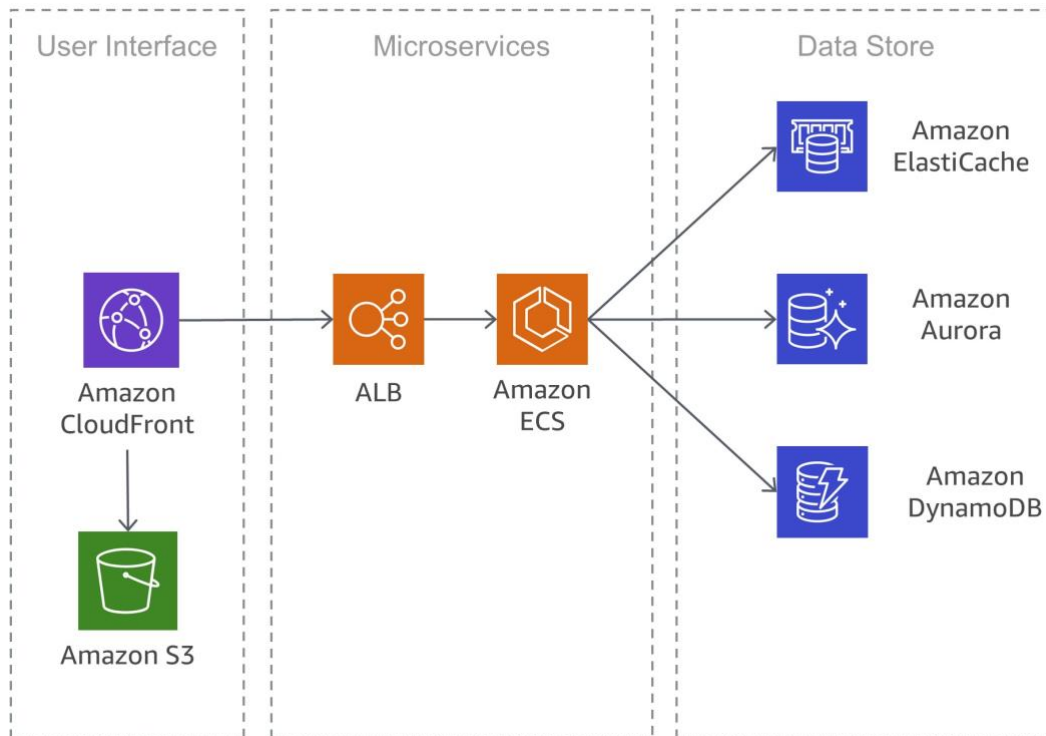 User Interface
Microservices
Data Store
Amazon
ElastiCache
Amazon
CloudFront
ALB
Amazon
ECS
Amazon
Aurora
Amazon
DynamoDB
Amazon S3